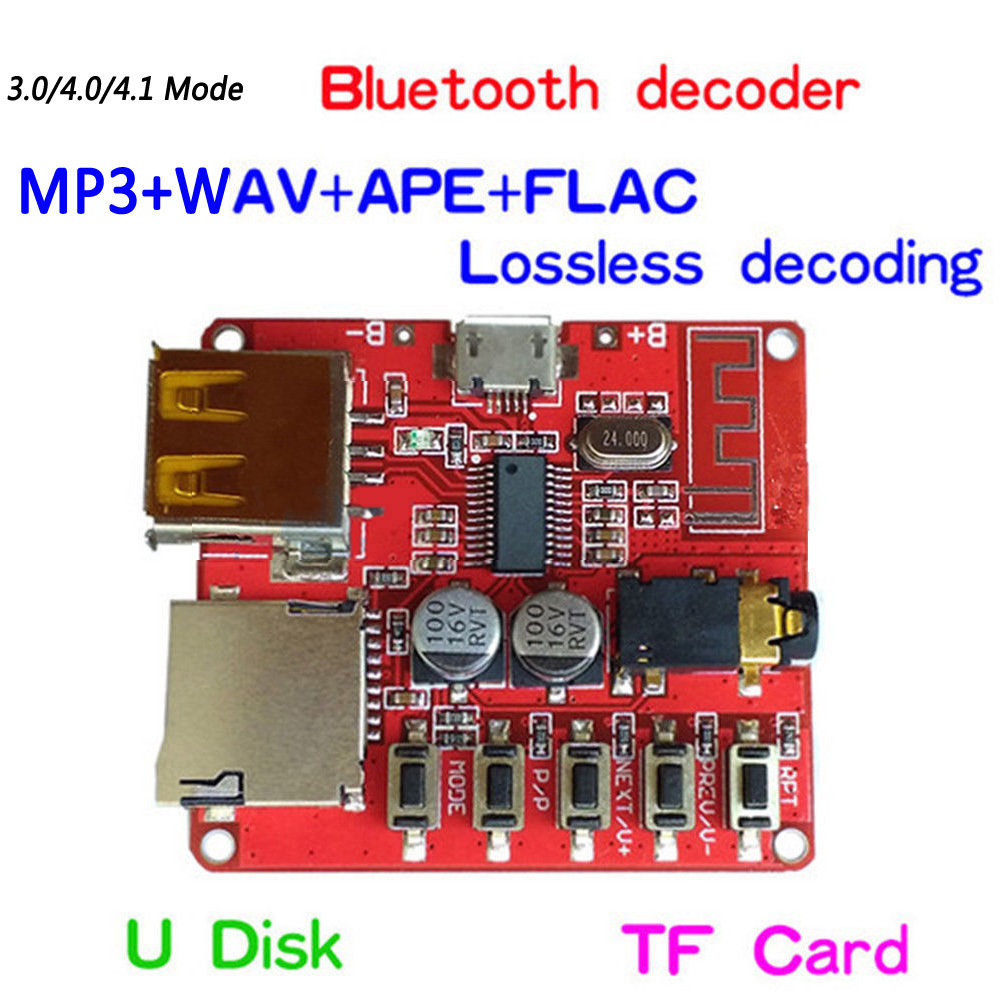 3.0/4.0/4.1 Mode
Bluetooth decoder
MP3+WAV+APE+FLAC
Lossless decoding
B-
B+
24.000
100
16V
RVT
100
16V
RVT
MODE
P/P
NEXT/V+
PREV/V-
RPT
U Disk
TF Card